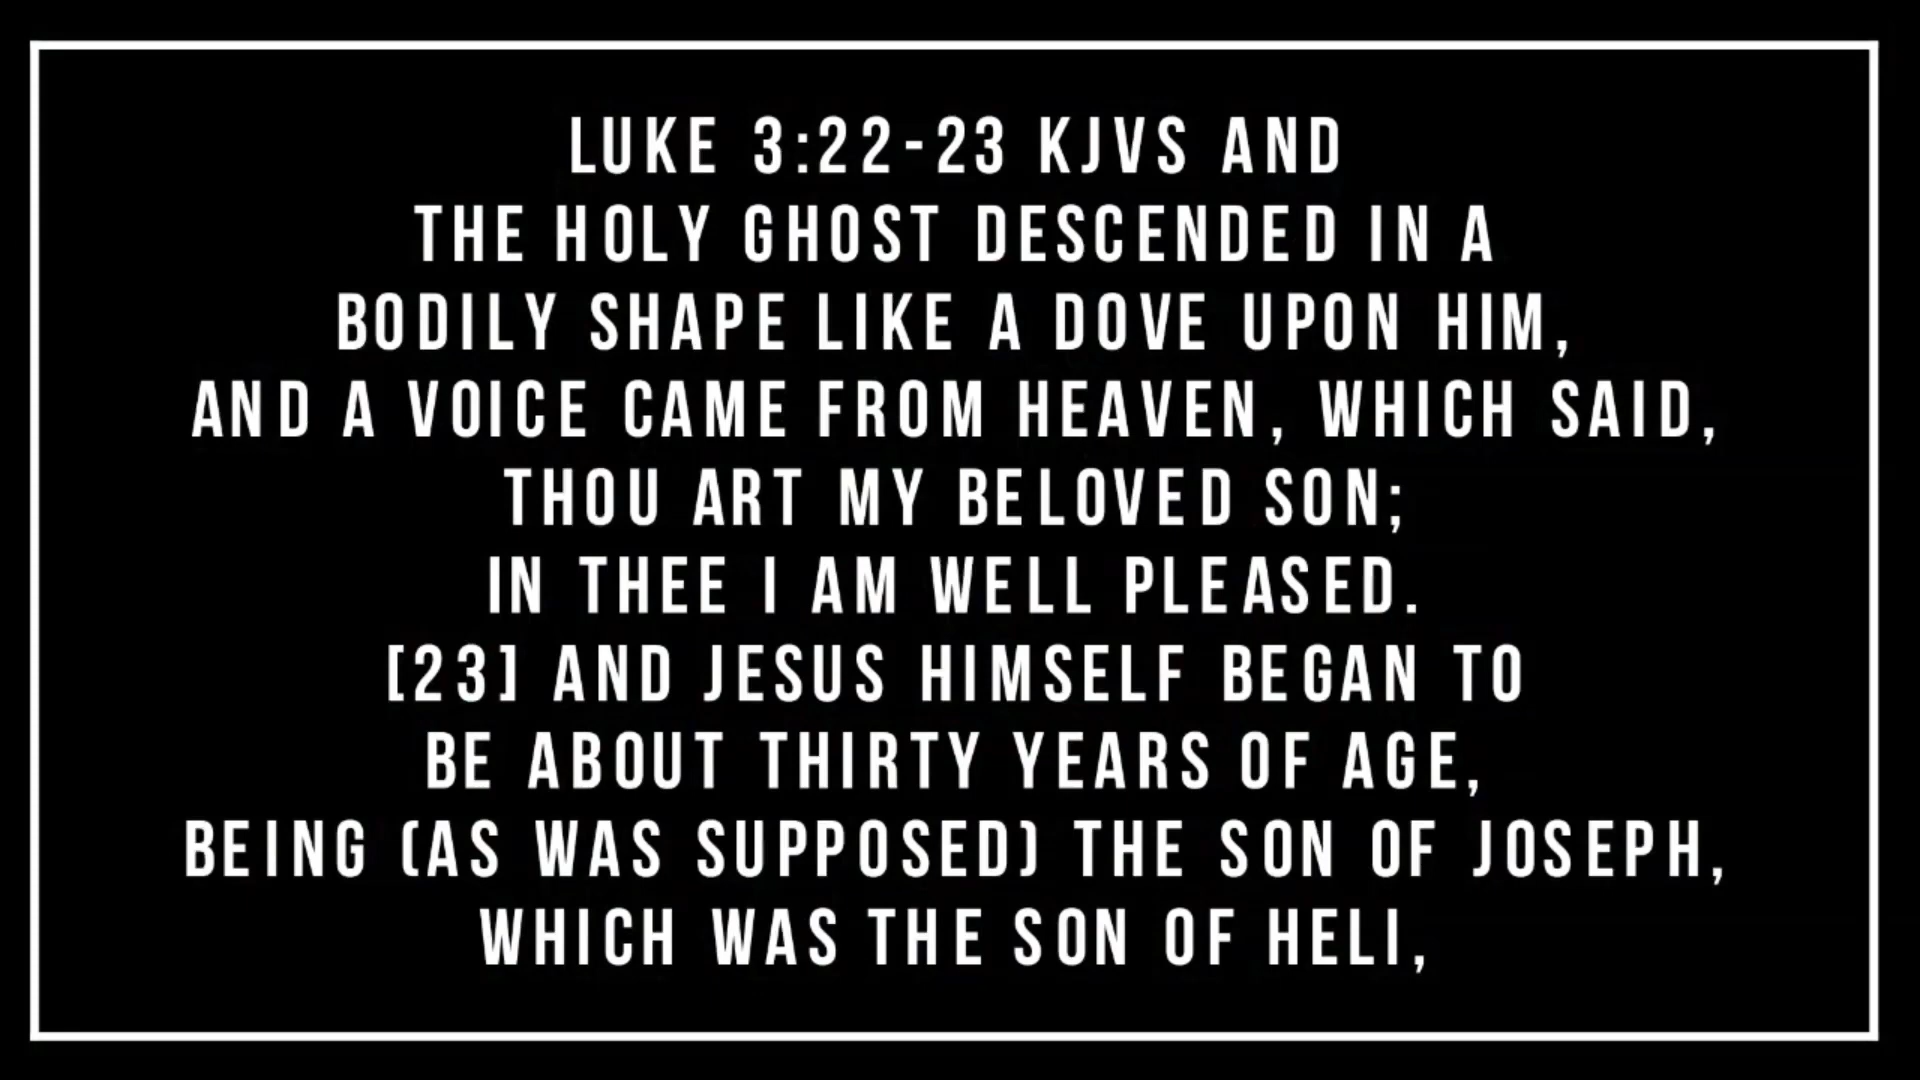 LUKE 3:22-23 KJVS AND
THE HOLY GHOST DESCENDED IN A
BODILY SHAPE LIKE A DOVE UPON HIM,
AND A VOICE CAME FROM HEAVEN, WHICH SAID,
THOU ART MY BELOVED SON;
IN THEE I AM WELL PLEASED.
[23] AND JESUS HIMSELF BEGAN TO
BE ABOUT THIRTY YEARS OF AGE,
BEING (AS WAS SUPPOSED) THE SON OF JOSEPH,
WHICH WAS THE SON OF HELI,